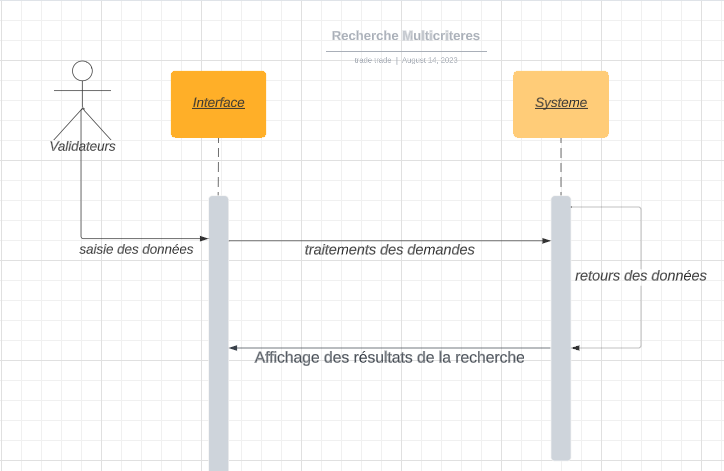 Recherche Multicriteres
trade trade | August 14, 2023
Interface
Systeme
Validateurs
saisie des données
traitements des demandes
retours des données
Affichage des résultats de la recherche